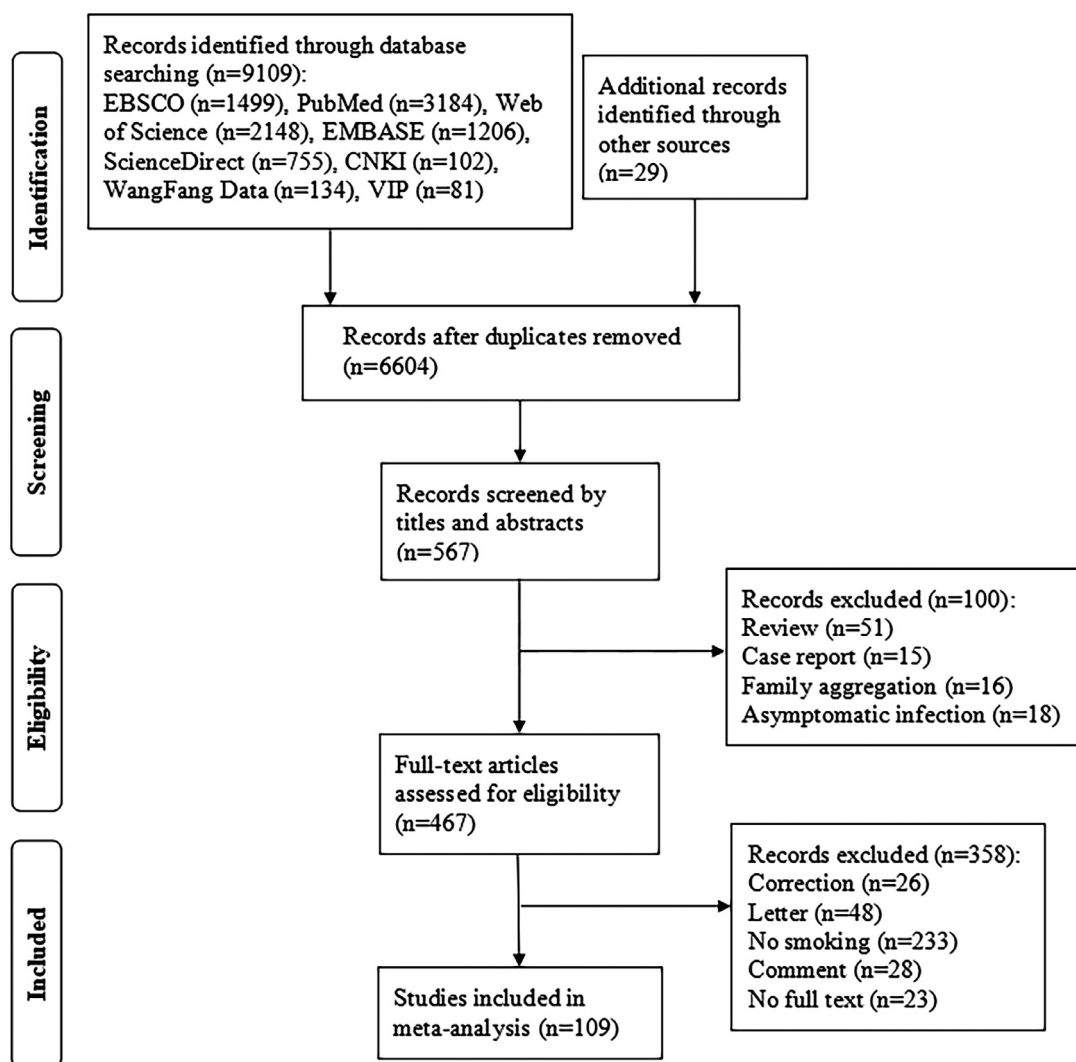 Identification
Records identified through database
searching (n=9109):
EBSCO (n=1499), PubMed (n=3184), Web
of Science (n=2148), EMBASE (n=1206),
ScienceDirect (n=755), CNKI (n=102),
WangFang Data (n=134), VIP (n=81)
Additional records
identified through
other sources
(n=29)
Screening
Records after duplicates removed
(n=6604)
Records screened by
titles and abstracts
(n=567)
Eligibility
Records excluded (n=100):
Review (n=51)
Case report (n=15)
Family aggregation (n=16)
Asymptomatic infection (n=18)
Full-text articles
assessed for eligibility
(n=467)
Included
Records excluded (n=358):
Correction (n=26)
Letter (n=48)
No smoking (n=233)
Comment (n=28)
No full text (n=23)
Studies included in
meta-analysis (n=109)